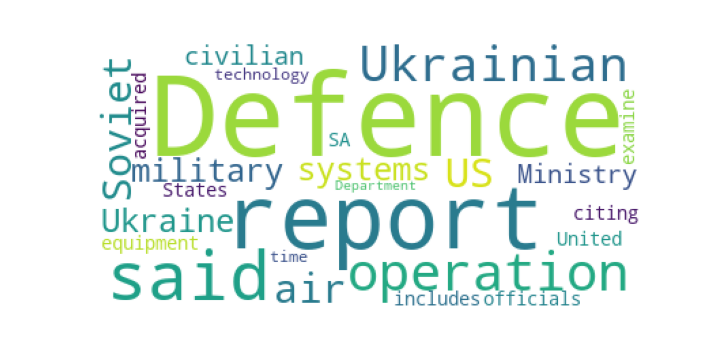 civilian
Ukrainian
technology
Soviet
acquired
Defence
examine
SA
military
systems
US
Ministry
States
Department
Ukraine
report
citing
equipment
United
said
time
air
operation
includes
officials